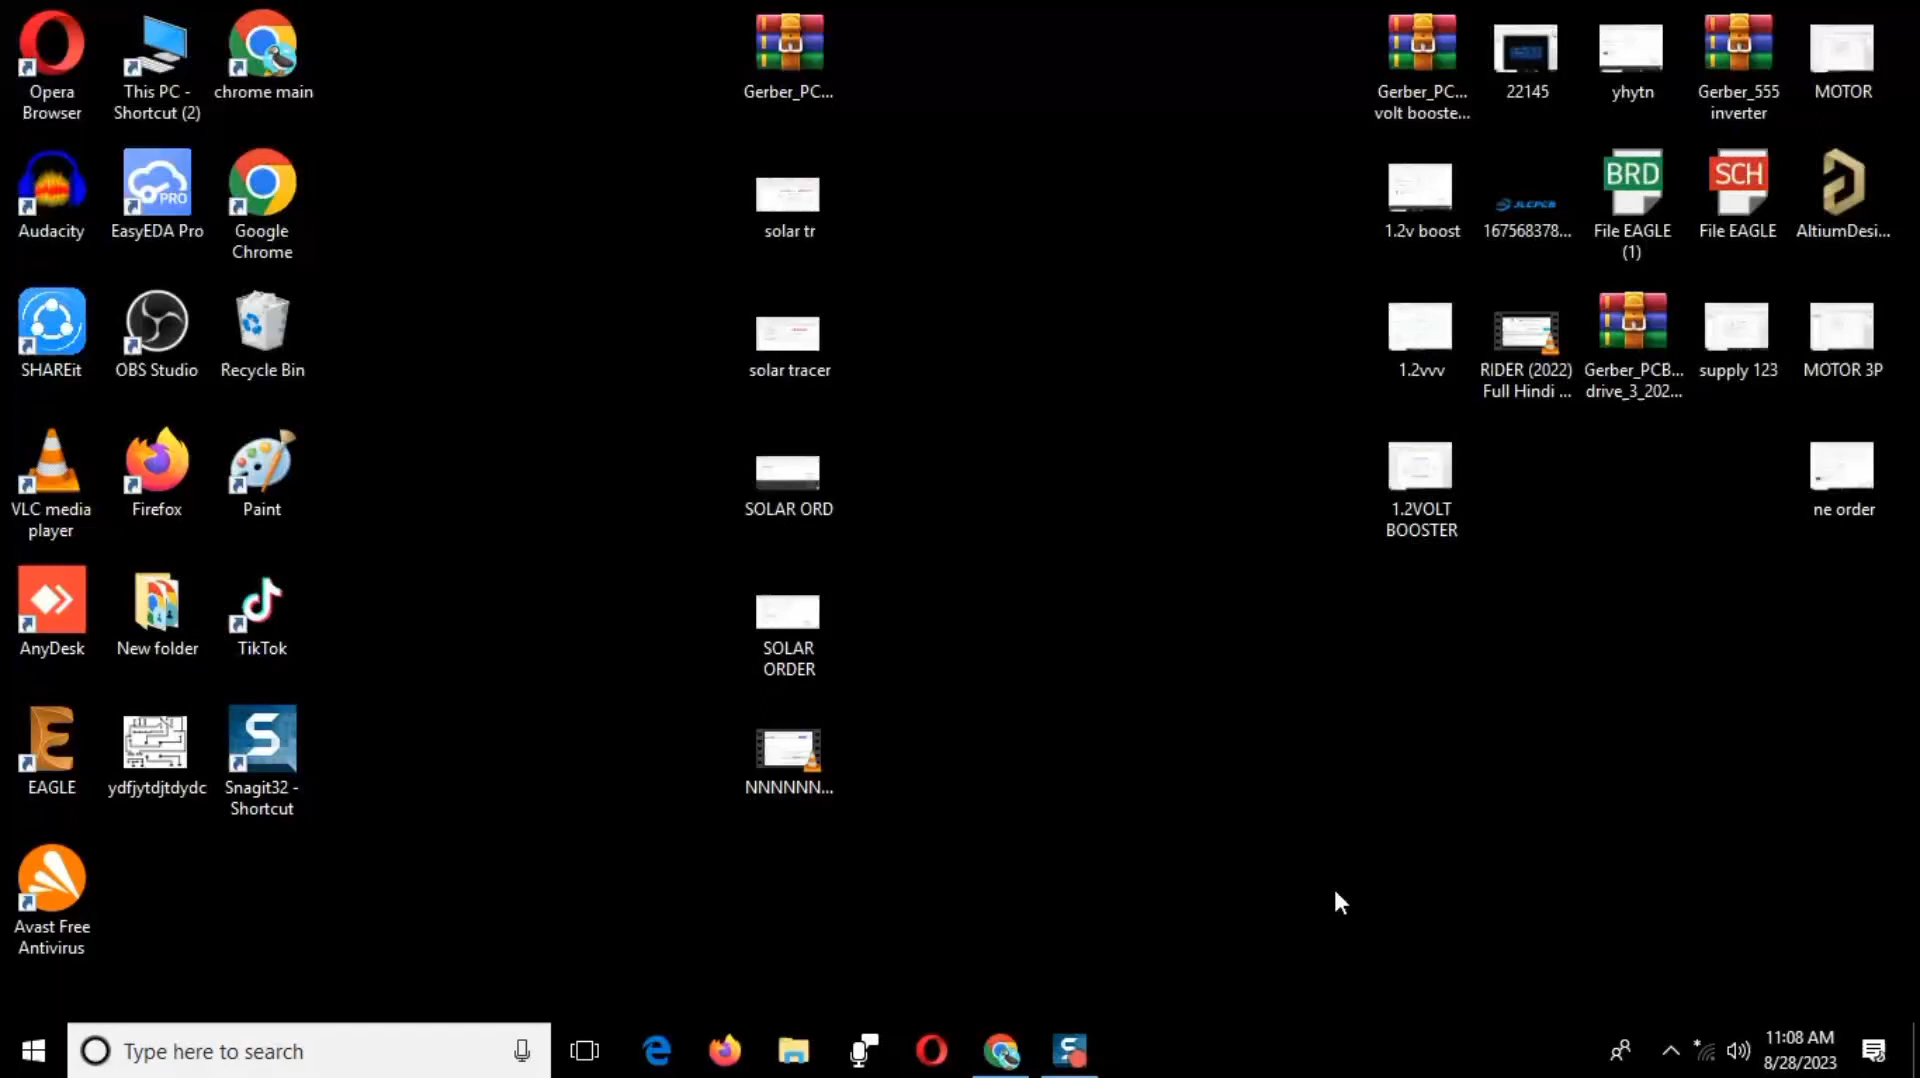 Opera
Browser
This PC -
Shortcut (2)
chrome main
Gerber_PC...
Gerber_PC...
volt booste...
22145
yhytn
Gerber_555
inverter
MOTOR
Audacity
PRO
EasyEDA Pro
Google
Chrome
solar tr
1.2v boost
JLCPCB
167568378...
BRD
File EAGLE
(1)
SCH
File EAGLE
AltiumDesi...
SHAREit
OBS Studio
Recycle Bin
solar tracer
1.2vvv
RIDER (2022)
Full Hindi ...
Gerber_PCB...
drive_3_202...
supply 123
MOTOR 3P
VLC media
player
Firefox
Paint
SOLAR ORD
1.2VOLT
BOOSTER
ne order
AnyDesk
New folder
TikTok
SOLAR
ORDER
EAGLE
ydfjytdjtdydc
S
Snagit32 -
Shortcut
NNNNNN...
Avast Free
Antivirus
Type here to search
11:08 AM
8/28/2023